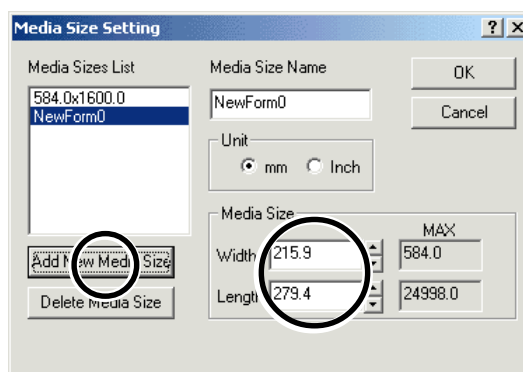 Media Size Setting
Media Sizes List
584.0x1600.0
NewForm0
Add New Media Size
Delete Media Size
Media Size Name
NewForm0
Unit
mm Inch
Media Size
MAX
Width 215.9 584.0
Length 279.4 24998.0
OK
Cancel